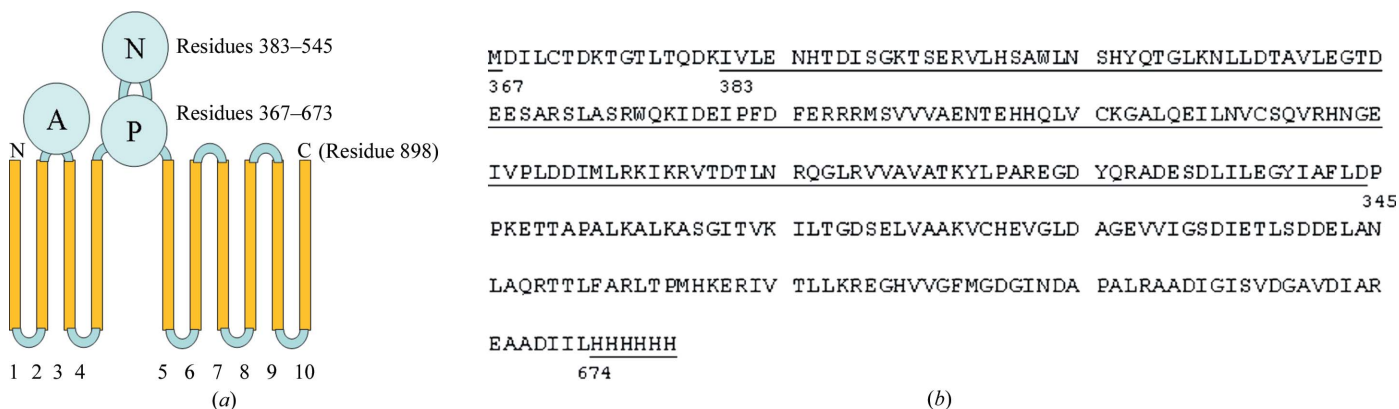 N
Residues 383–545
A
P
Residues 367–673
N
C (Residue 898)
1 2 3 4 5 6 7 8 9 10
(a)
MDILCTDKTGTLTQDKIVLE NHTDISGKTSERVLHSAWLN SHYQTGLKNLLDTAVLEGTD
367 383
EESARSLASRWQKIDEIPFD FERRRMSVVVAENTEHHQLV CKGALQEILNVCSQVRHNGE
IVPLDDIMLRKIKRVTDTLN RQGLRVVAVATKYLPAREGD YQRADESDLILEGYIAFLDP
345
PKETTAPALKALKASGITVK ILTGDSELVAAKVCHEVGLD AGEVVIGSDIETLSDDELAN
LAQRTTLFARLTPMHKERIV TLLKREGHVVGFMGDGINDA PALRAADIGISVDGAVDIAR
EAADIILHHHHHH
674
(b)